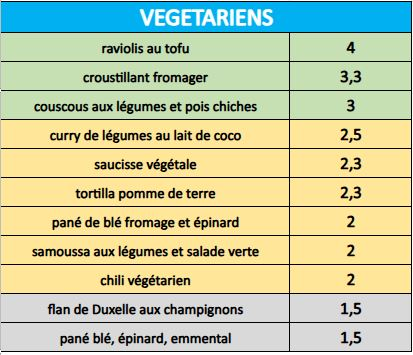 VEGETARIENS
raviolis au tofu 4
croustillant fromager 3,3
couscous aux légumes et pois chiches 3
curry de légumes au lait de coco 2,5
saucisse végétale 2,3
tortilla pomme de terre 2,3
pané de blé fromage et épinard 2
samoussa aux légumes et salade verte 2
chili végétarien 2
flan de Duxelle aux champignons 1,5
pané blé, épinard, emmental 1,5